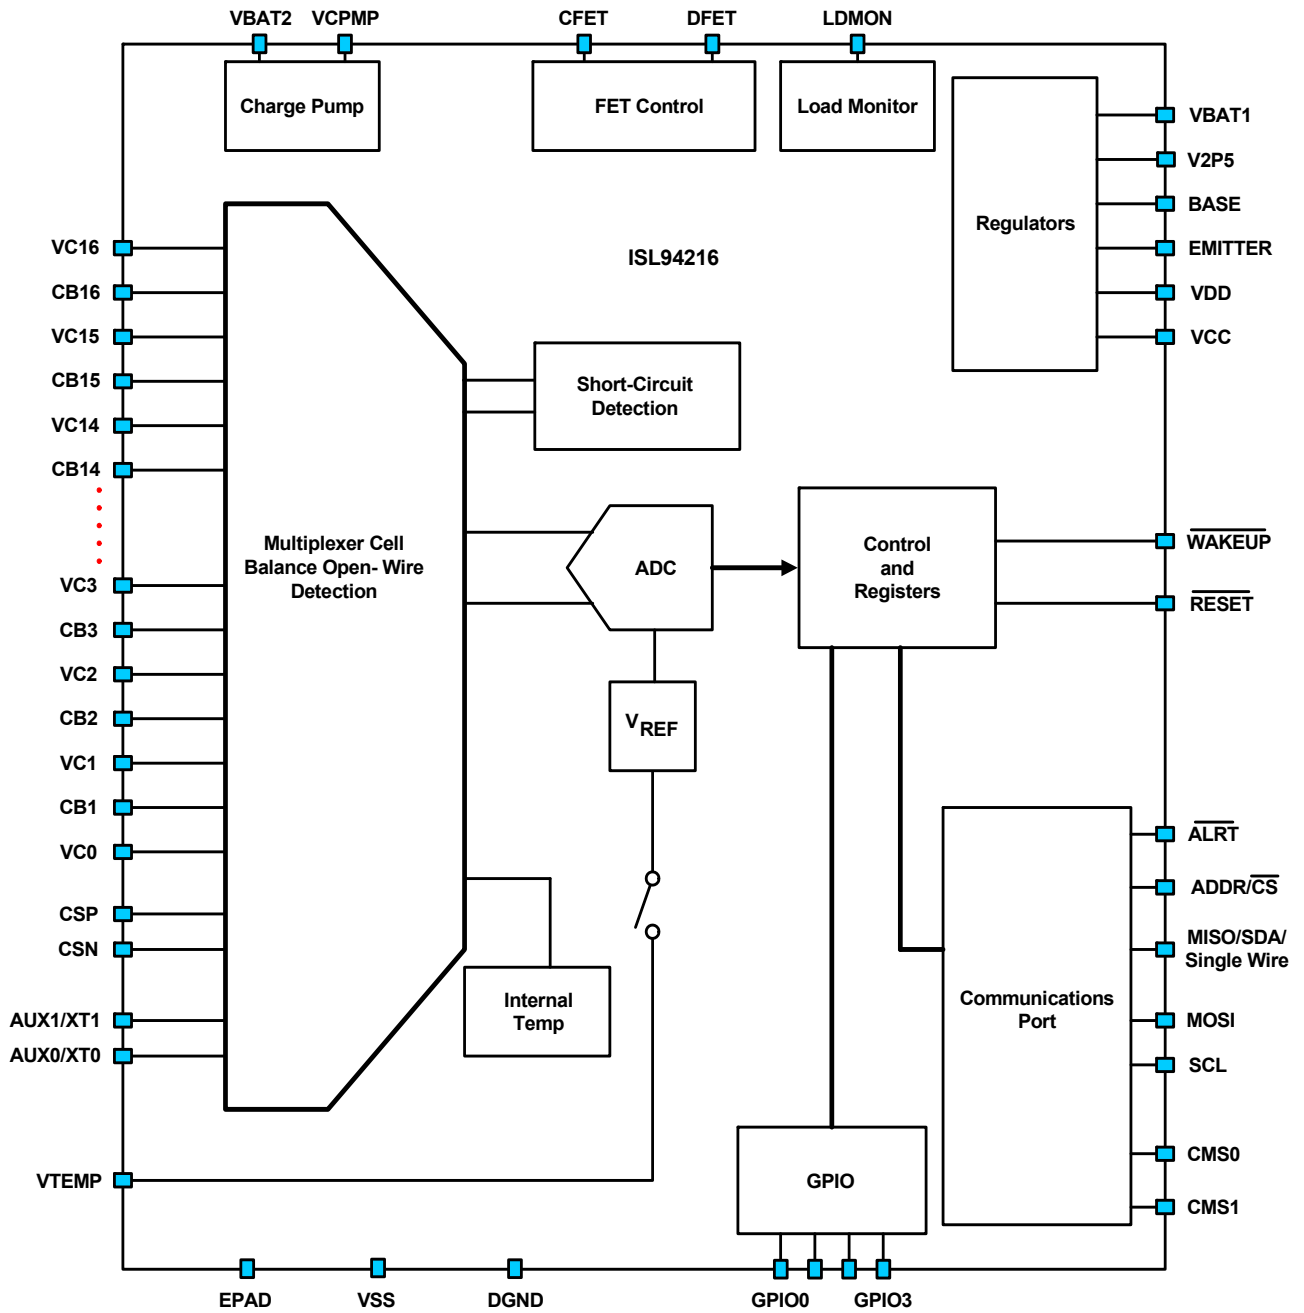 VBAT2
VCPMP
CFET
DFET
LDMON
Charge Pump
FET Control
Load Monitor
Regulators
VBAT1
V2P5
BASE
EMITTER
VDD
VCC
ISL94216
VC16
CB16
VC15
CB15
VC14
CB14
VC3
CB3
VC2
CB2
VC1
CB1
VC0
CSP
CSN
AUX1/XT1
AUX0/XT0
VTEMP
Multiplexer Cell
Balance Open- Wire
Detection
Short-Circuit
Detection
ADC
VREF
Internal
Temp
Control
and
Registers
WAKEUP
RESET
Communications
Port
ALRT
ADDR/CS
MISO/SDA/
Single Wire
MOSI
SCL
CMS0
CMS1
GPIO
EPAD
VSS
DGND
GPIO0
GPIO3